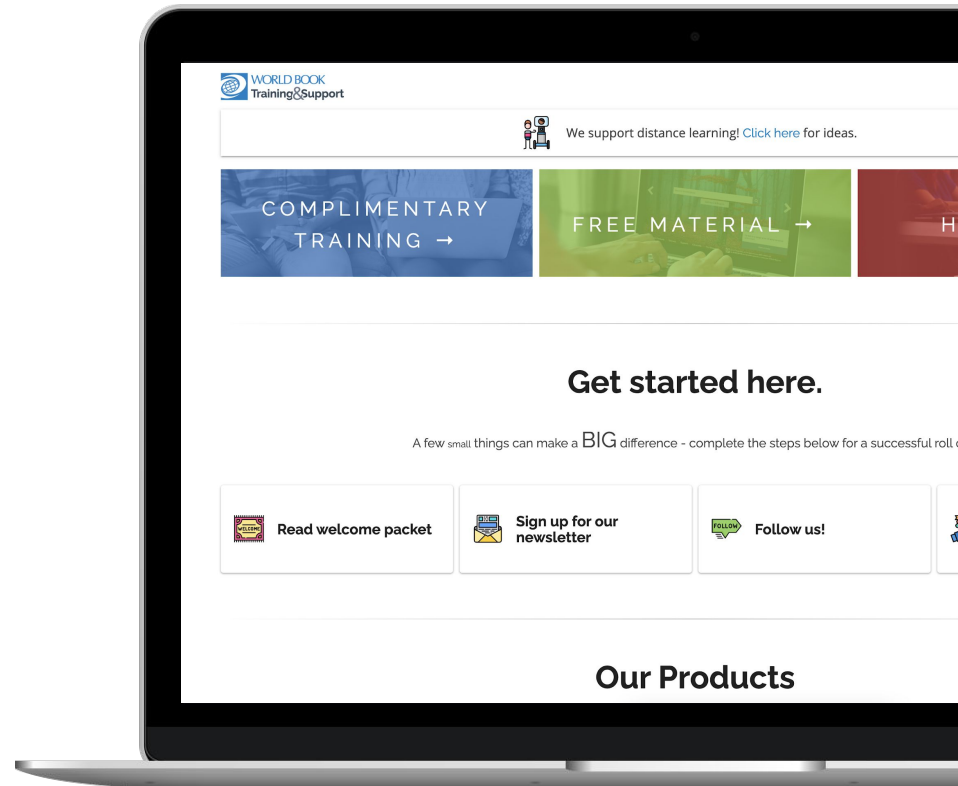 WORLD BOOK
Training&Support
We support distance learning! Click here for ideas.
COMPLIMENTARY
TRAINING →
FREE MATERIAL →
H
Get started here.
A few small things can make a BIG difference - complete the steps below for a successful roll
WELCOME
Read welcome packet
Sign up for our
newsletter
FOLLOW
Follow us!
Our Products